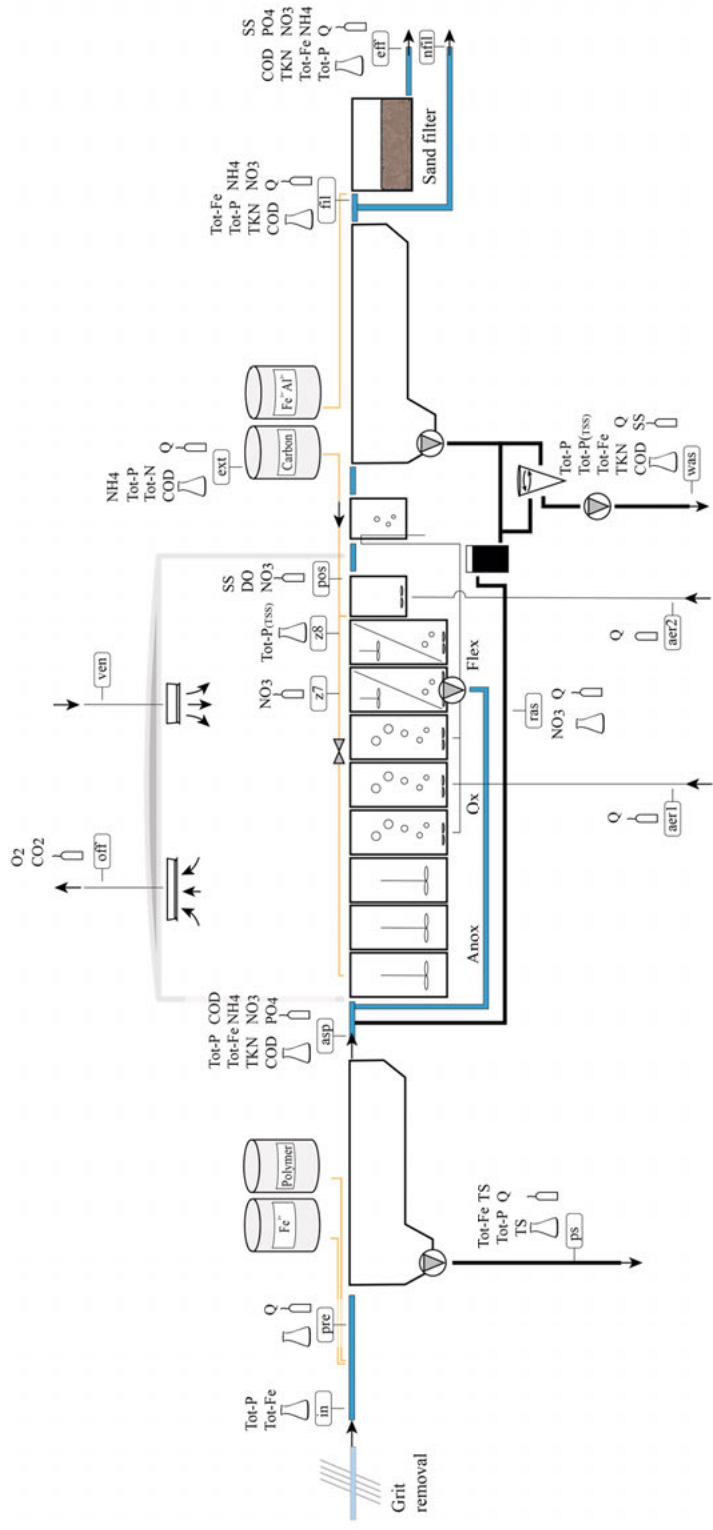 Grit
removal
Tot-P
Tot-Fe
in
Q
pre
Fe
Polymer
Tot-Fe TS
Tot-P Q
TS
ps
Tot-P COD
Tot-Fe NH4
TKN NO3
COD PO4
asp
O2
CO2
off
ven
Anox
Ox
Flex
NO3
z7
Tot-P(TSS)
z8
SS
DO
NO3
pos
Q
aer1
Q
NO3
ras
Q
aer2
NH4
Tot-P
Tot-N
COD
Q
ext
Carbon
Fe Al
Tot-P
Tot-P(TSS)
Tot-Fe
TKN Q
COD SS
was
Tot-Fe
Tot-P NH4
TKN NO3
COD Q
fil
Sand filter
SS
COD PO4
TKN NO3
Tot-Fe NH4
Tot-P Q
eff
nfil